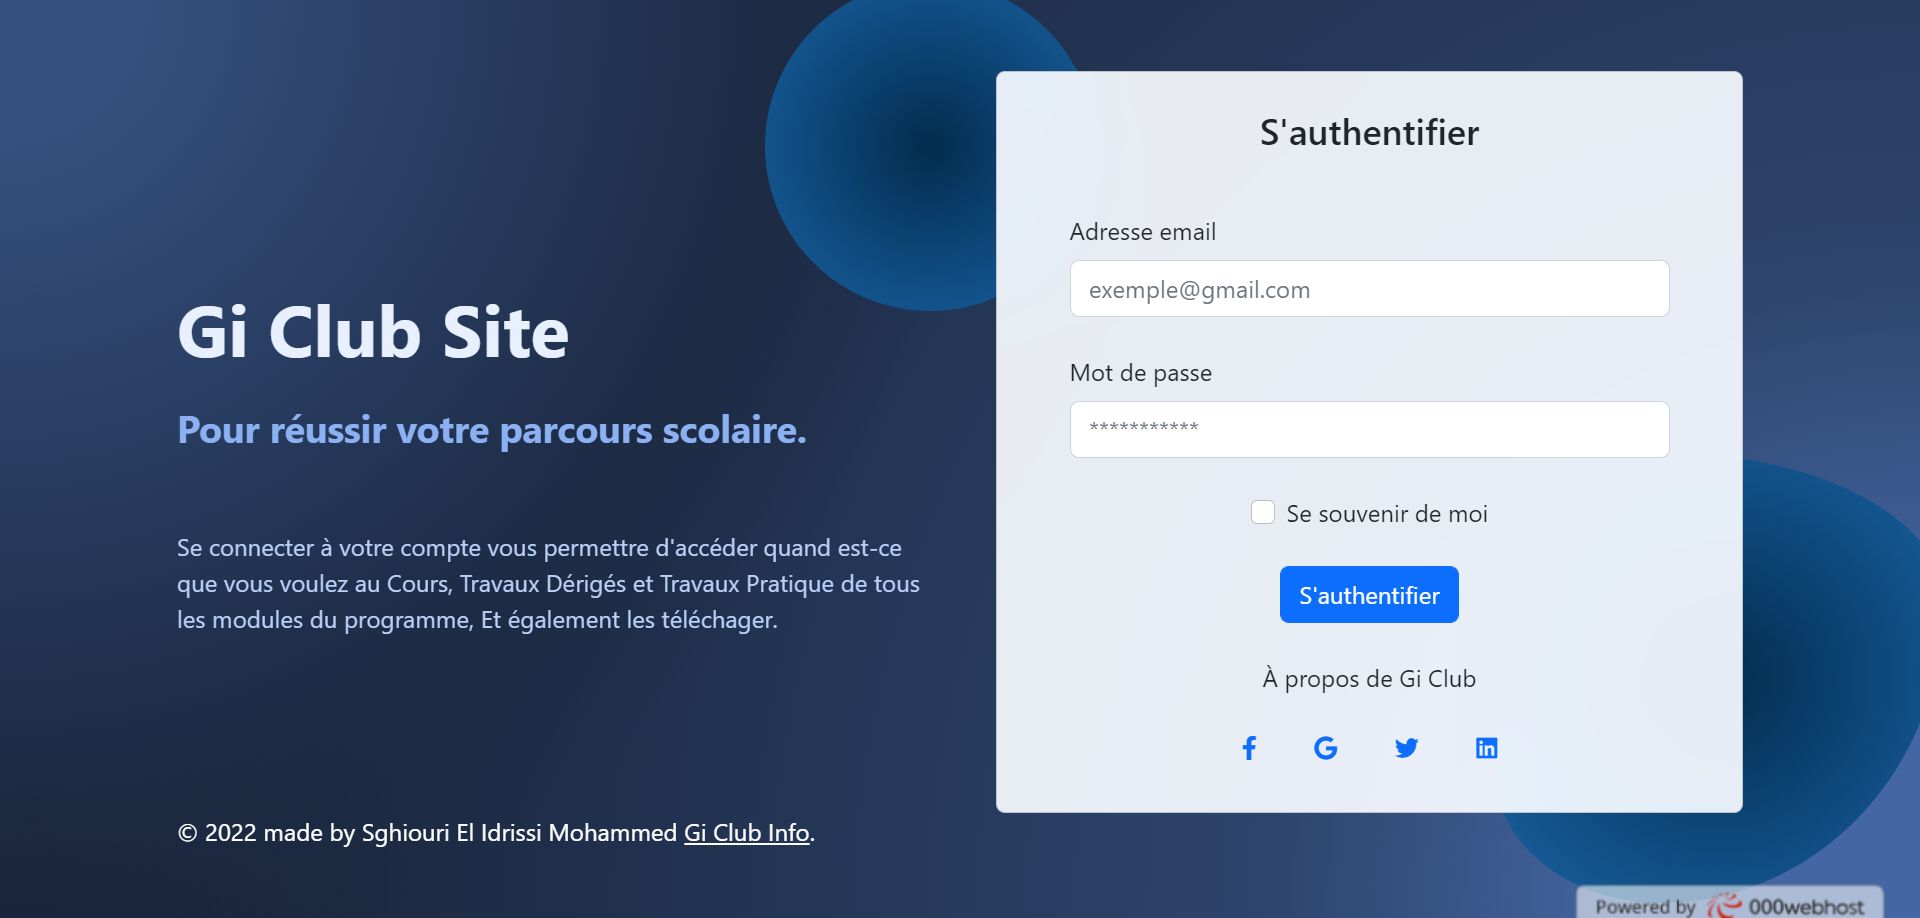 Gi Club Site
Pour réussir votre parcours scolaire.
Se connecter à votre compte vous permettre d'accéder quand est-ce
que vous voulez au Cours, Travaux Dérigés et Travaux Pratique de tous
les modules du programme, Et également les téléchager.
© 2022 made by Sghiouri El Idrissi Mohammed Gi Club Info.
S'authentifier
Adresse email
exemple@gmail.com
Mot de passe
***********
Se souvenir de moi
S'authentifier
À propos de Gi Club
Powered by 000webhost